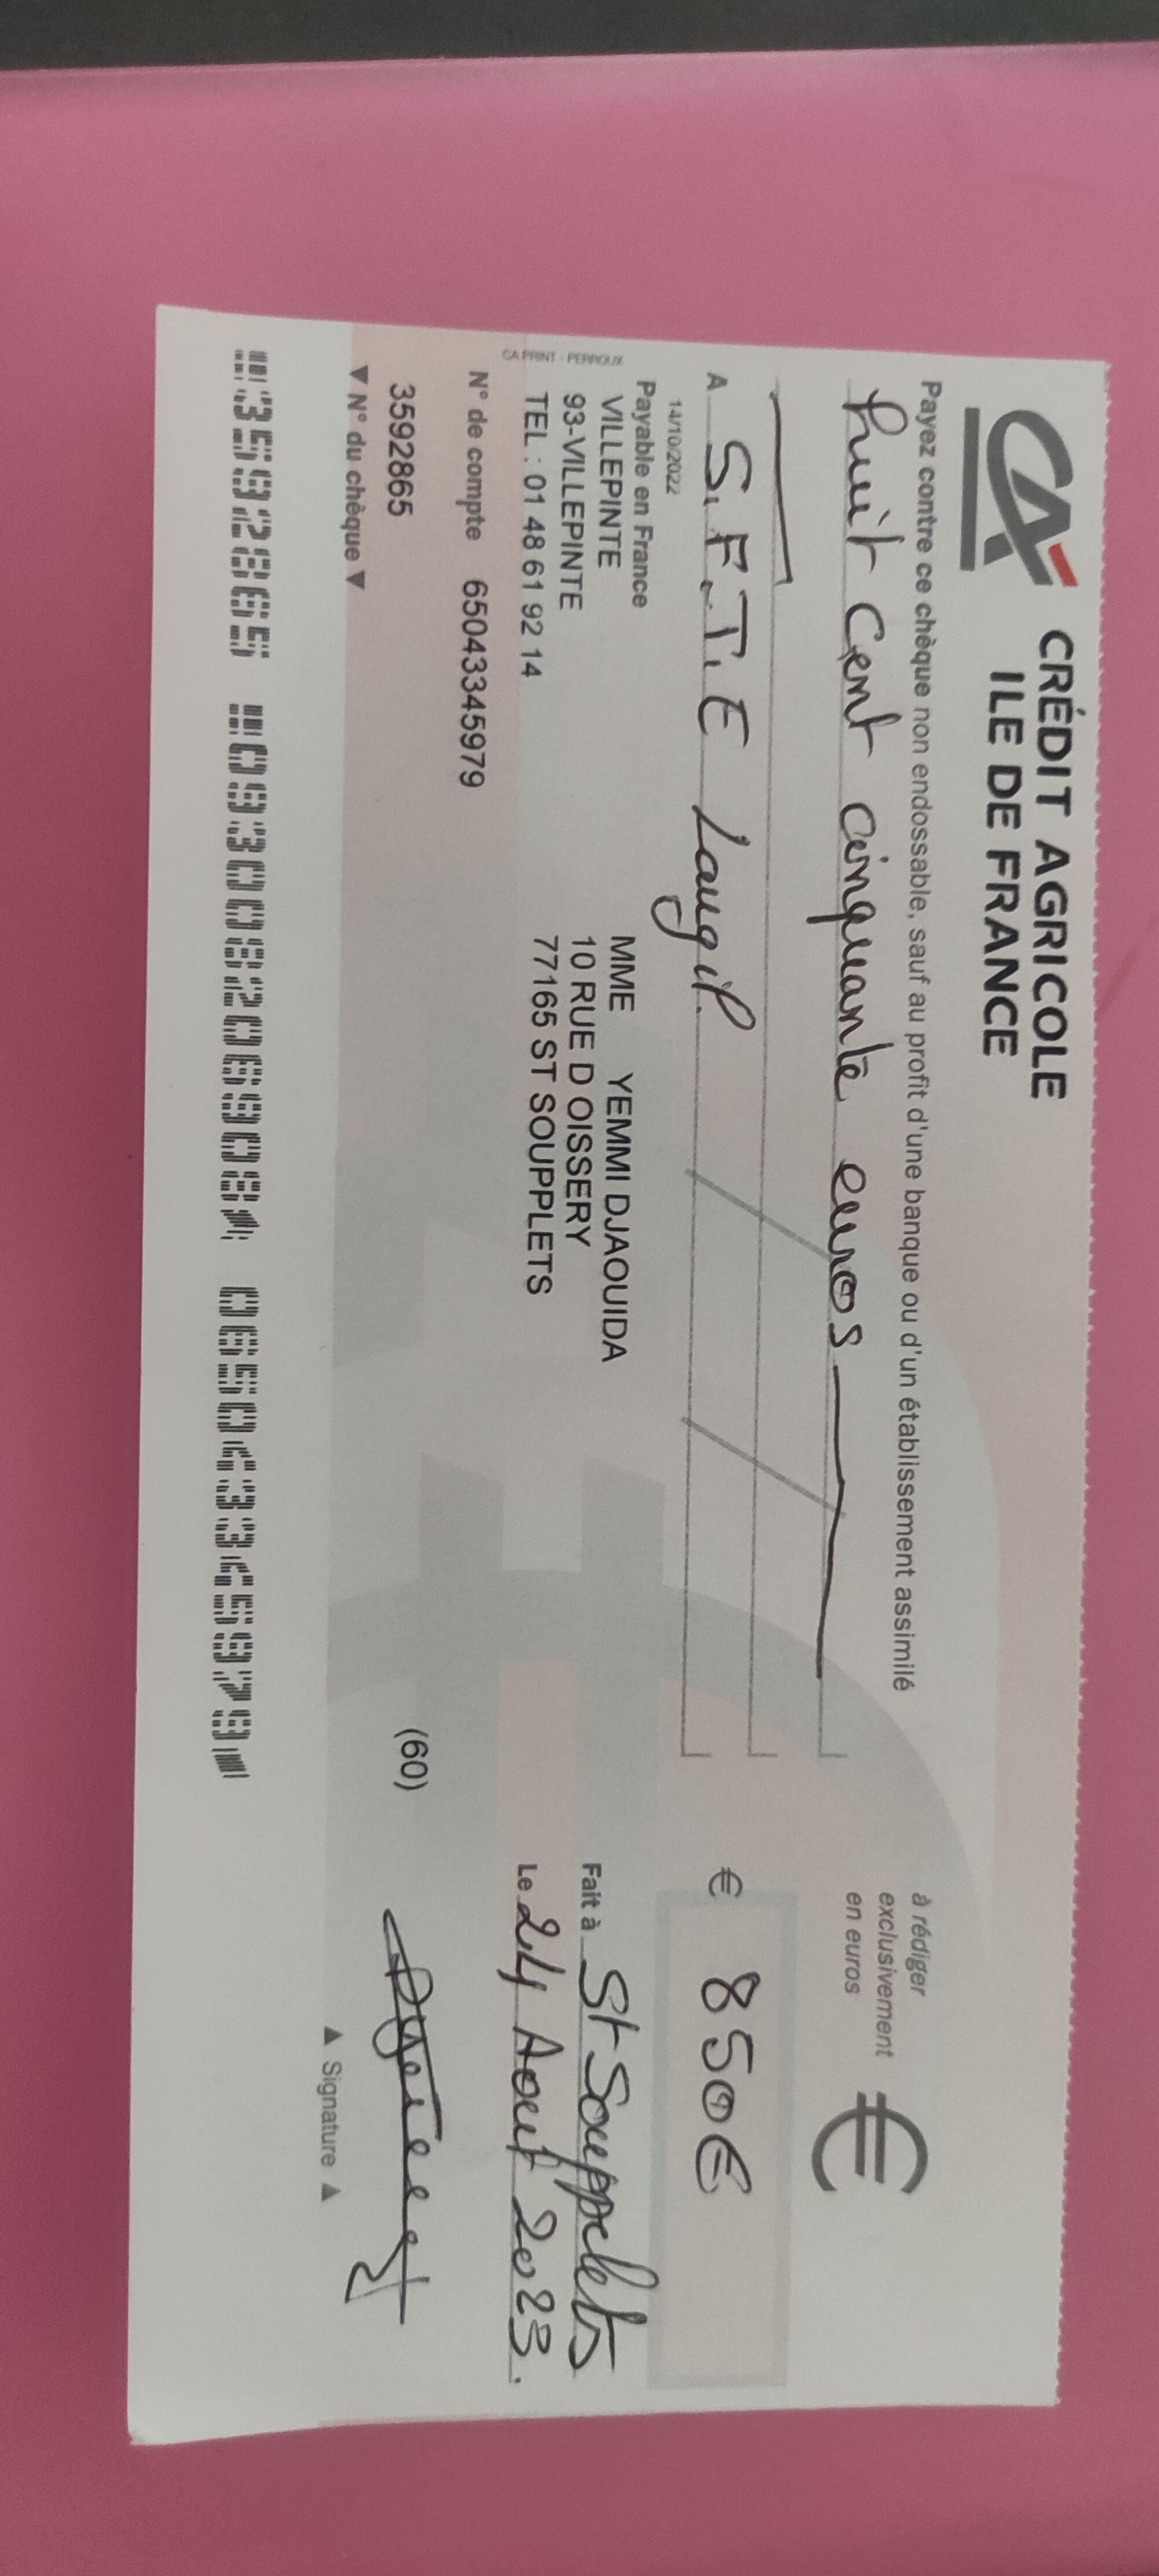 CA
CRÉDIT AGRICOLE
ILE DE FRANCE
Payez contre ce chèque non endossable, sauf au profit d'une banque ou d'un établissement assimilé
à rédiger
exclusivement
en euros
€
huit Cent cinquante euros
A S.F.T.E Laugil
€ 850€
14/10/2022
Payable en France
VILLEPINTE
93-VILLEPINTE
TEL : 01 48 61 92 14
CA PRINT - PERROUX
MME YEMMI DJAOUIDA
10 RUE D OISSERY
77165 ST SOUPPLETS
Fait à St Soupplets
Le 24 Aout 2023.
N° de compte 65043345979
3592865
(60)
▼ N° du chèque ▼
▲ Signature ▲
3592865 093008206908 065043345979